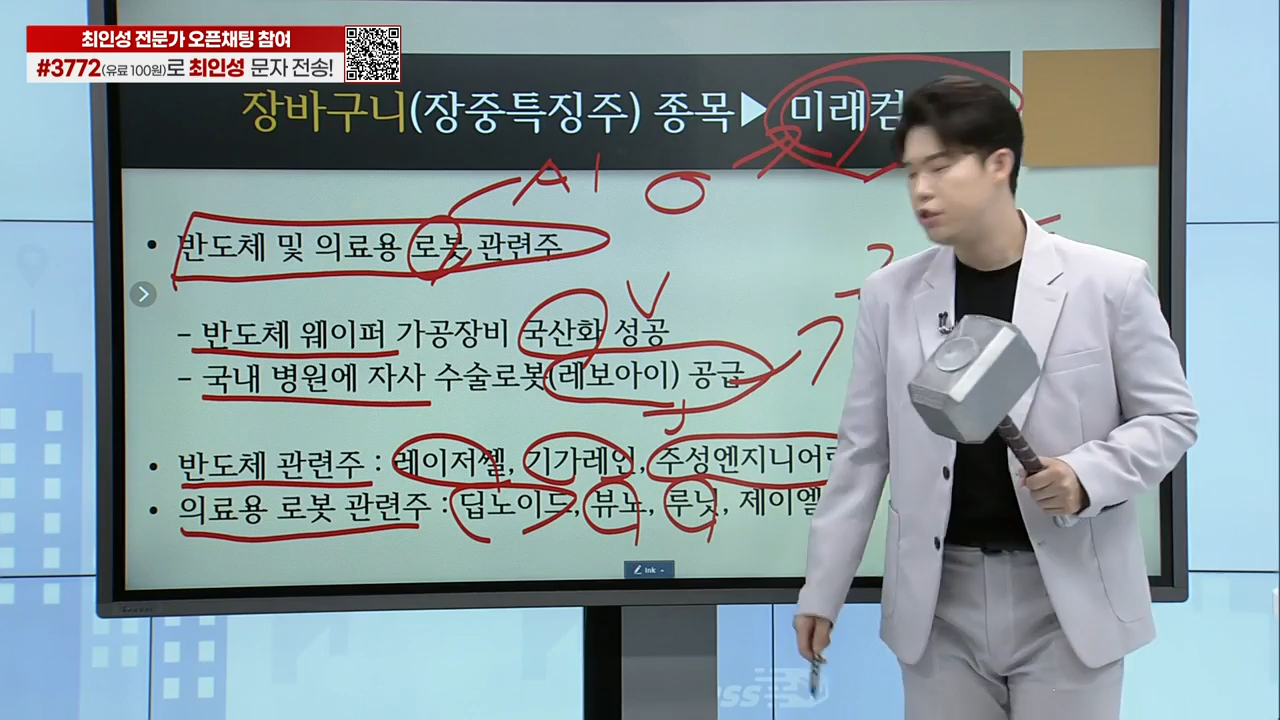 최인성 전문가 오픈채팅 참여
#3772(유료 100원)로 최인성 문자 전송!
장바구니(장중특징주) 종목▶ 미래컴
AI
• 반도체 및 의료용 로봇 관련주
- 반도체 웨이퍼 가공장비 국산화 성공
- 국내 병원에 자사 수술로봇(레보아이) 공급
• 반도체 관련주 : 레이저쎌, 기가레인, 주성엔지니어
• 의료용 로봇 관련주 : 딥노이드, 뷰노, 루닛, 제이엘
Ink